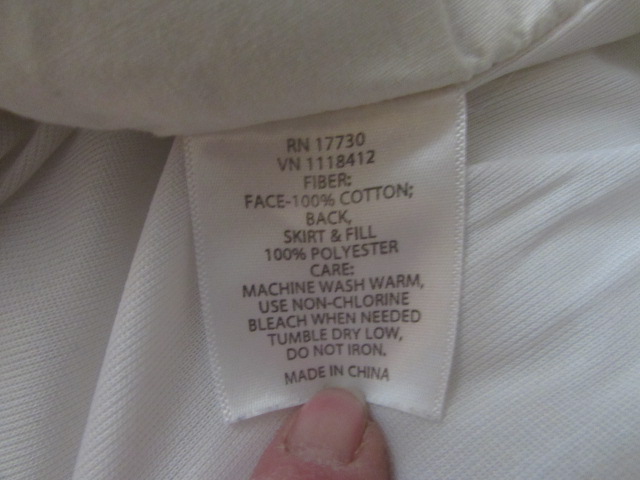 RN 17730
VN 1118412
FIBER:
FACE-100% COTTON;
BACK,
SKIRT & FILL
100% POLYESTER
CARE:
MACHINE WASH WARM,
USE NON-CHLORINE
BLEACH WHEN NEEDED
TUMBLE DRY LOW,
DO NOT IRON.
MADE IN CHINA